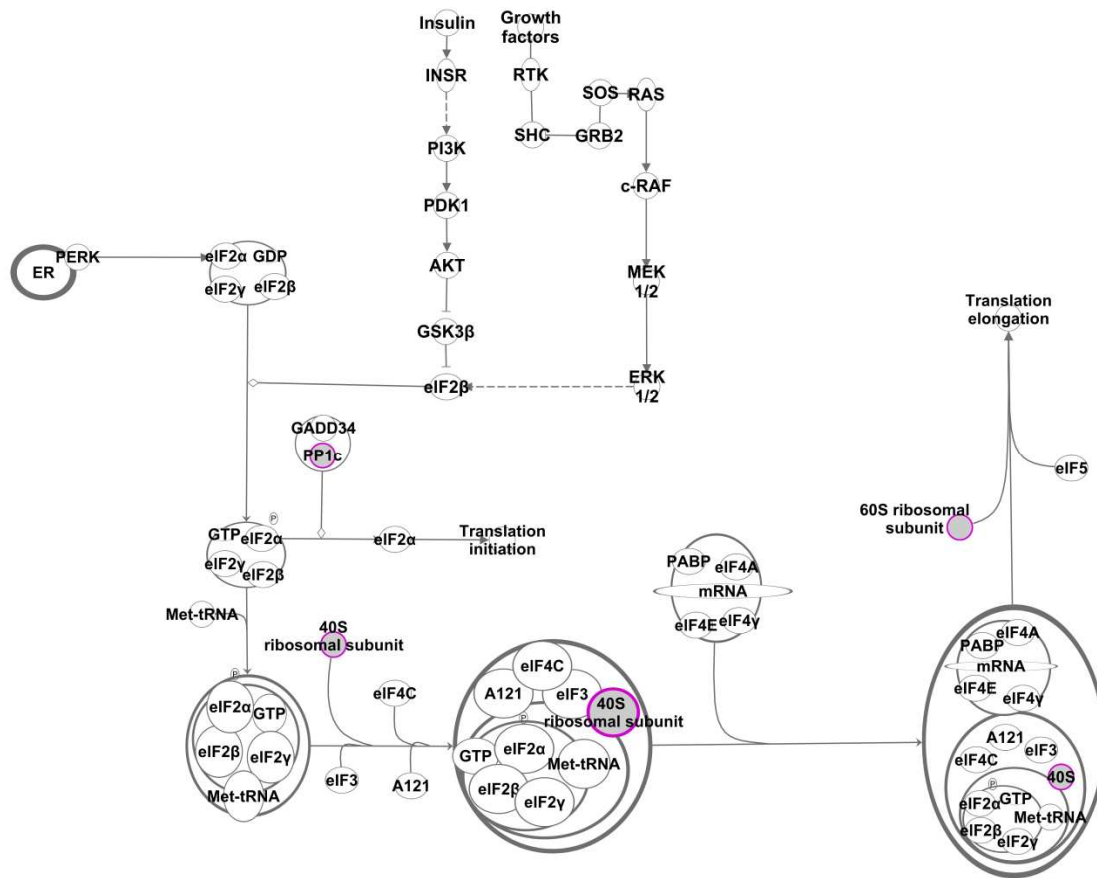 Insulin
Growth
factors
INSR
RTK
SOS
RAS
SHC
GRB2
PI3K
c-RAF
PDK1
PERK
ER
eIF2α
GDP
eIF2γ
eIF2β
AKT
MEK
1/2
GSK3β
eIF2β
ERK
1/2
Translation
elongation
GADD34
PP1c
eIF5
60S ribosomal
subunit
P
GTP
eIF2α
eIF2γ
eIF2β
eIF2α
Translation
initiation
PABP
eIF4A
mRNA
eIF4E
eIF4γ
Met-tRNA
40S
ribosomal subunit
P
eIF2α
GTP
eIF2β
eIF2γ
Met-tRNA
eIF3
eIF4C
A121
eIF4C
A121
eIF3
40S
ribosomal subunit
P
GTP
eIF2α
Met-tRNA
eIF2β
eIF2γ
eIF4A
PABP
mRNA
eIF4E
eIF4γ
A121
eIF3
eIF4C
40S
P
eIF2α
GTP
Met-tRNA
eIF2β
eIF2γ